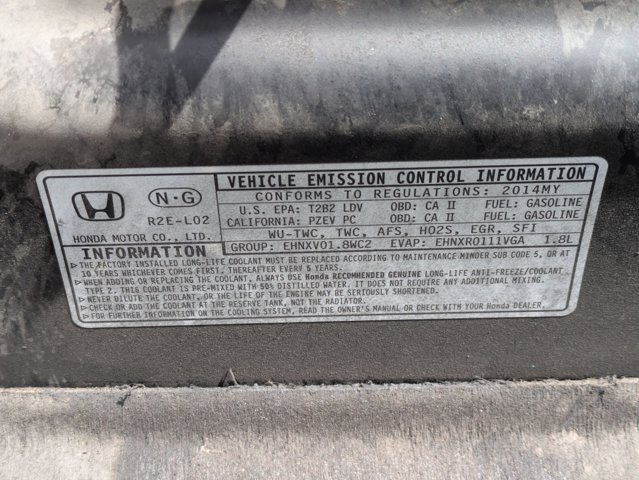 N·G
R2E-L02
HONDA MOTOR CO., LTD.
VEHICLE EMISSION CONTROL INFORMATION
CONFORMS TO REGULATIONS: 2014MY
U.S. EPA: T2B2 LDV OBD: CA II FUEL: GASOLINE
CALIFORNIA: PZEV PC OBD: CA II FUEL: GASOLINE
WU-TWC, TWC, AFS, HO2S, EGR, SFI
GROUP: EHNXV01.8WC2 EVAP: EHNXR0111VGA 1.8L
INFORMATION
▷THE FACTORY INSTALLED LONG-LIFE COOLANT MUST BE REPLACED ACCORDING TO MAINTENANCE MINDER SUB CODE 5, OR AT
10 YEARS WHICHEVER COMES FIRST, THEREAFTER EVERY 5 YEARS.
▷WHEN ADDING OR REPLACING THE COOLANT, ALWAYS USE Honda RECOMMENDED GENUINE LONG-LIFE ANTI-FREEZE/COOLANT
TYPE 2. THIS COOLANT IS PRE-MIXED WITH 50% DISTILLED WATER. IT DOES NOT REQUIRE ANY ADDITIONAL MIXING.
▷NEVER DILUTE THE COOLANT, OR THE LIFE OF THE ENGINE MAY BE SERIOUSLY SHORTENED.
▷CHECK OR ADD THE COOLANT AT THE RESERVE TANK, NOT THE RADIATOR.
▷FOR FURTHER INFORMATION ON THE COOLING SYSTEM, READ THE OWNER'S MANUAL OR CHECK WITH YOUR Honda DEALER.